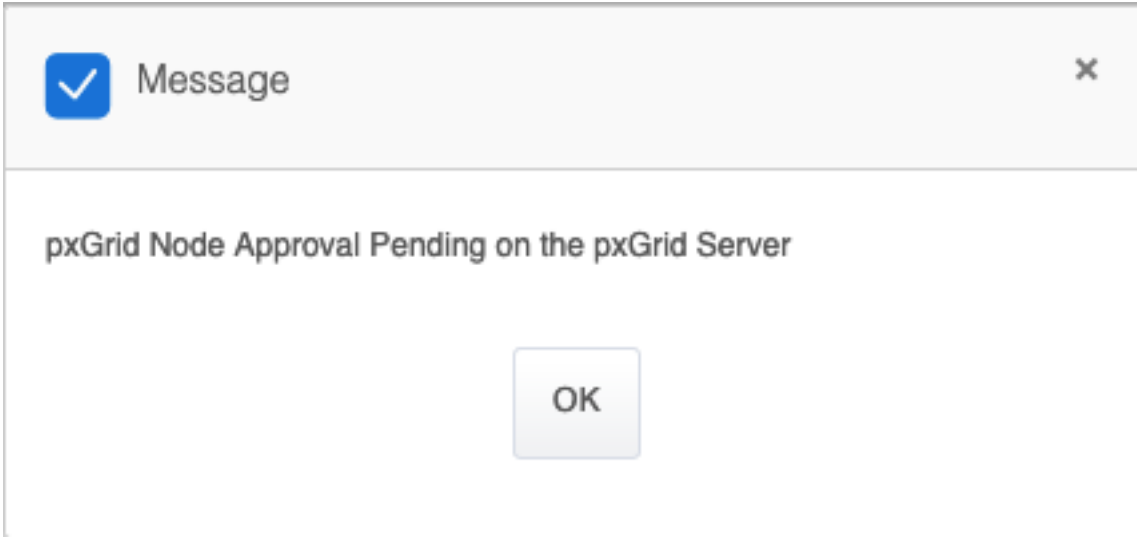 Message
pxGrid Node Approval Pending on the pxGrid Server
OK